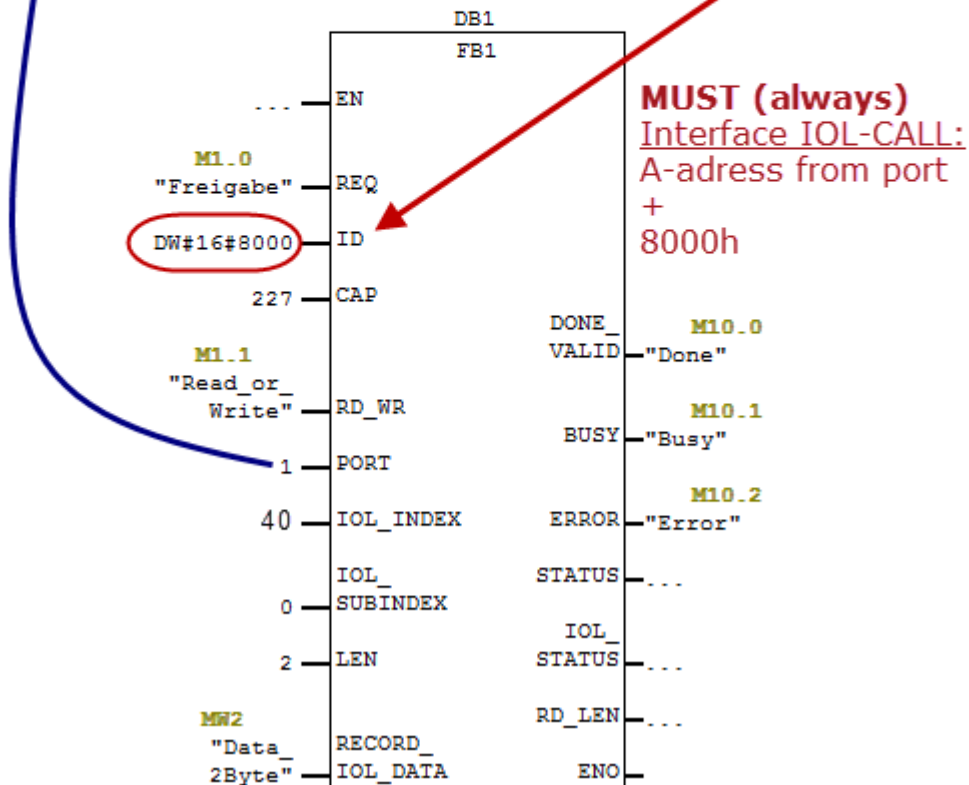 DB1
FB1
... EN
M1.0
"Freigabe" REQ
DW#16#8000 ID
227 CAP
M1.1
"Read_or_
Write" RD_WR
1 PORT
40 IOL_INDEX
IOL_
0 SUBINDEX
2 LEN
MW2
"Data_ RECORD_
2Byte" IOL_DATA
DONE_ M10.0
VALID "Done"
M10.1
BUSY "Busy"
M10.2
ERROR "Error"
STATUS ...
IOL_
STATUS ...
RD_LEN ...
ENO
MUST (always)
Interface IOL-CALL:
A-adress from port
+
8000h